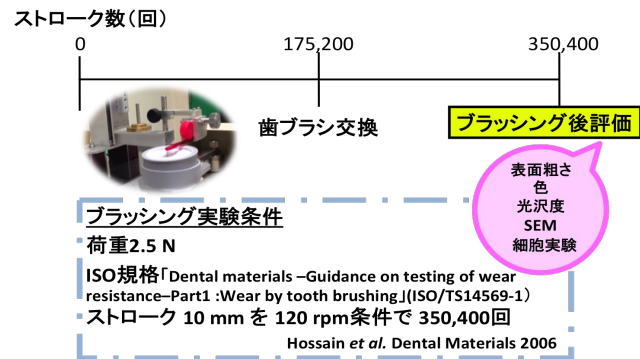 ストローク数（回）
0 175,200 350,400
歯ブラシ交換
ブラッシング後評価
表面粗さ
色
光沢度
SEM
細胞実験
ブラッシング実験条件
荷重2.5 N
ISO規格「Dental materials –Guidance on testing of wear
resistance–Part1 :Wear by tooth brushing」(ISO/TS14569-1）
ストローク 10 mm を 120 rpm条件で 350,400回
Hossain et al. Dental Materials 2006